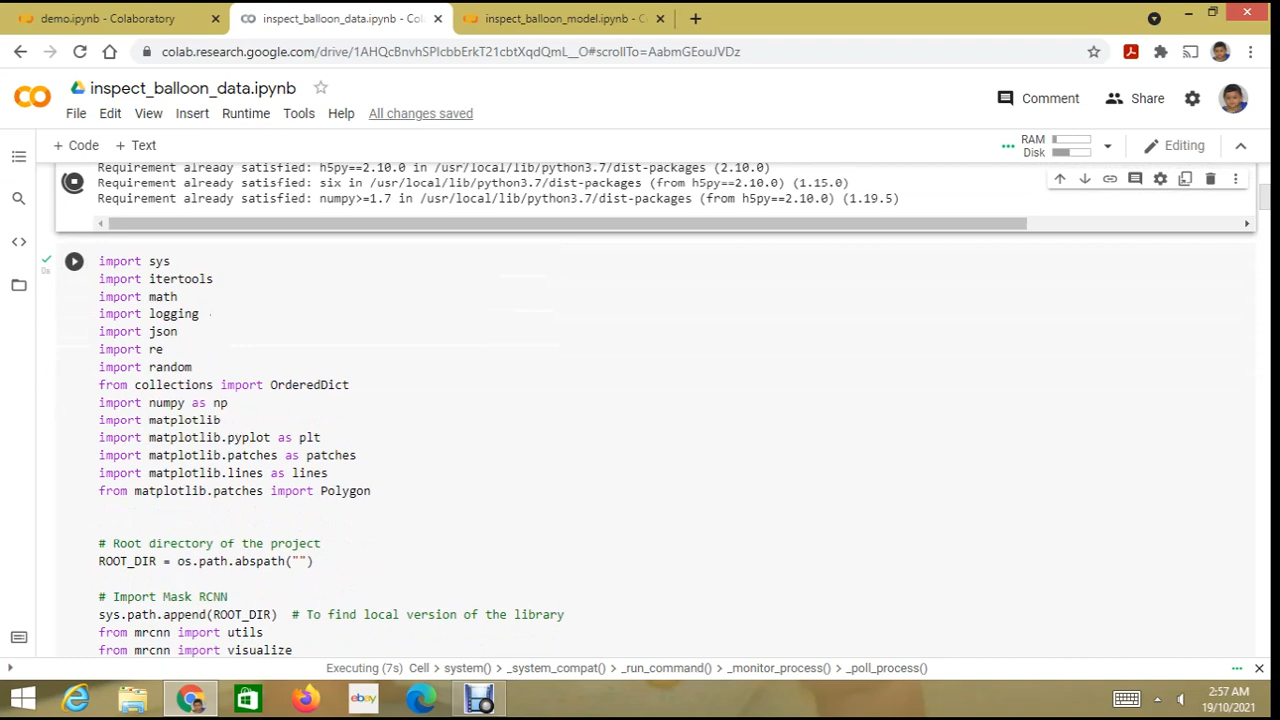 demo.ipynb - Colaboratory
inspect_balloon_data.ipynb - Col
inspect_balloon_model.ipynb - C
colab.research.google.com/drive/1AHQcBnvhSPIcbbErkT21cbtXqdQmL__O#scrollTo=AabmGEouJVDz
inspect_balloon_data.ipynb
Comment Share
File Edit View Insert Runtime Tools Help All changes saved
+ Code + Text
RAM
Disk
Editing
Requirement already satisfied: h5py==2.10.0 in /usr/local/lib/python3.7/dist-packages (2.10.0)
Requirement already satisfied: six in /usr/local/lib/python3.7/dist-packages (from h5py==2.10.0) (1.15.0)
Requirement already satisfied: numpy>=1.7 in /usr/local/lib/python3.7/dist-packages (from h5py==2.10.0) (1.19.5)
0s
import sys
import itertools
import math
import logging
import json
import re
import random
from collections import OrderedDict
import numpy as np
import matplotlib
import matplotlib.pyplot as plt
import matplotlib.patches as patches
import matplotlib.lines as lines
from matplotlib.patches import Polygon
# Root directory of the project
ROOT_DIR = os.path.abspath("")
# Import Mask RCNN
sys.path.append(ROOT_DIR)  # To find local version of the library
from mrcnn import utils
from mrcnn import visualize
Executing (7s) Cell > system() > _system_compat() > _run_command() > _monitor_process() > _poll_process()
ebay
2:57 AM
19/10/2021